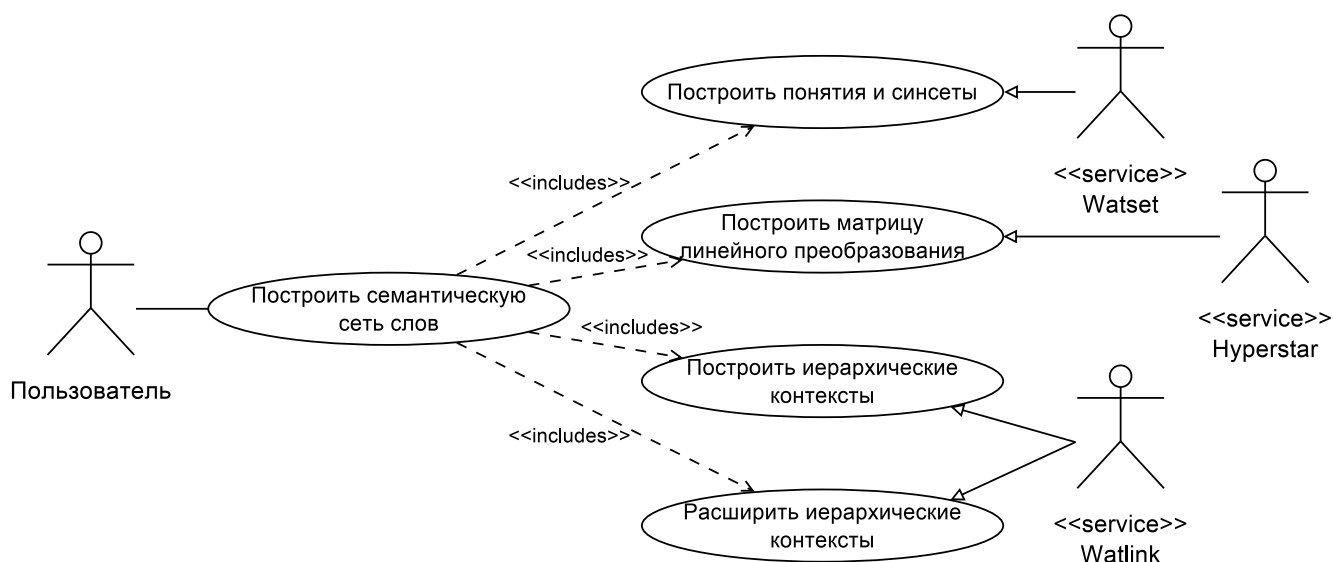 Построить понятия и синсеты
<<includes>>
<<service>>
Watset
Построить матрицу
линейного преобразования
<<includes>>
Построить семантическую
сеть слов
<<includes>>
<<service>>
Hyperstar
Пользователь
Построить иерархические
контексты
<<includes>>
Расширить иерархические
контексты
<<service>>
Watlink